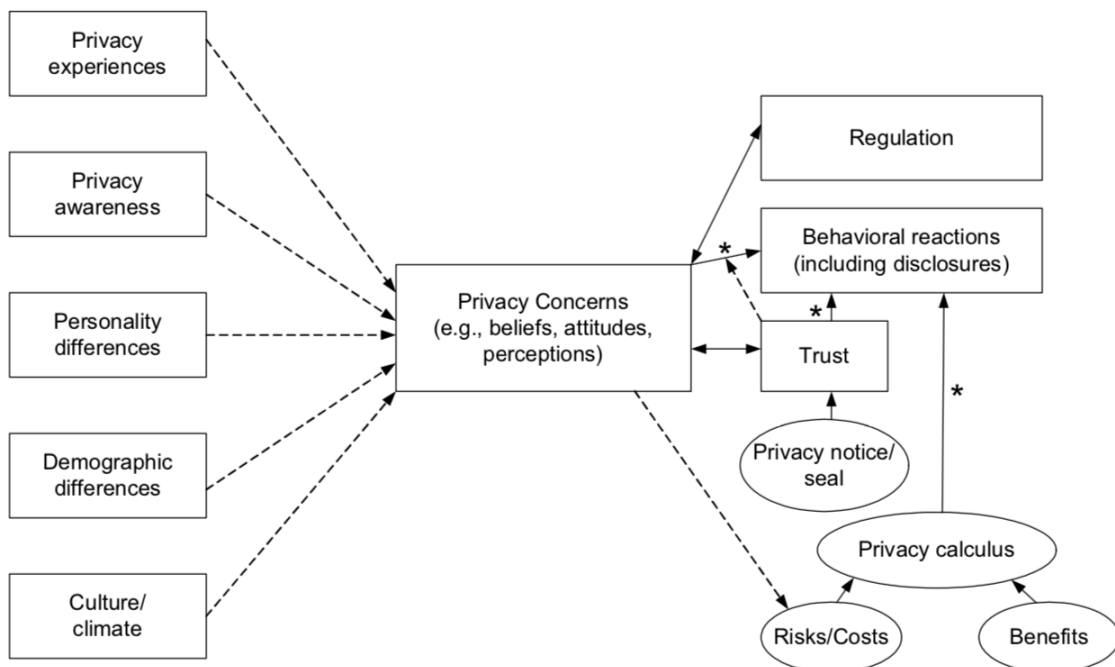 Privacy
experiences
Privacy
awareness
Personality
differences
Demographic
differences
Culture/
climate
Privacy Concerns
(e.g., beliefs, attitudes,
perceptions)
Regulation
*
Behavioral reactions
(including disclosures)
*
Trust
*
Privacy notice/
seal
Privacy calculus
Risks/Costs
Benefits